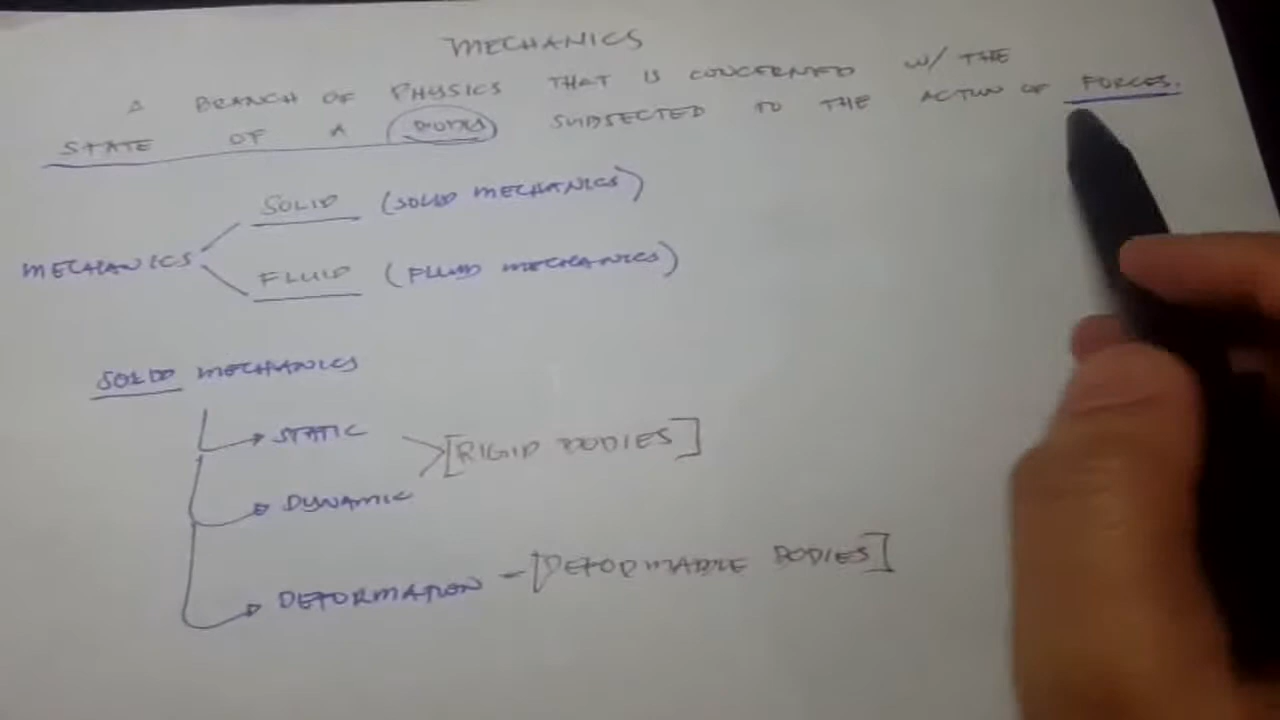 MECHANICS
A BRANCH OF PHYSICS THAT IS CONCERNED W/ THE
STATE OF A BODY SUBJECTED TO THE ACTION OF FORCES.
SOLID (SOLID MECHANICS)
MECHANICS
FLUID (FLUID MECHANICS)
SOLID MECHANICS
STATIC
[RIGID BODIES]
DYNAMIC
DEFORMATION - [DEFORMABLE BODIES]